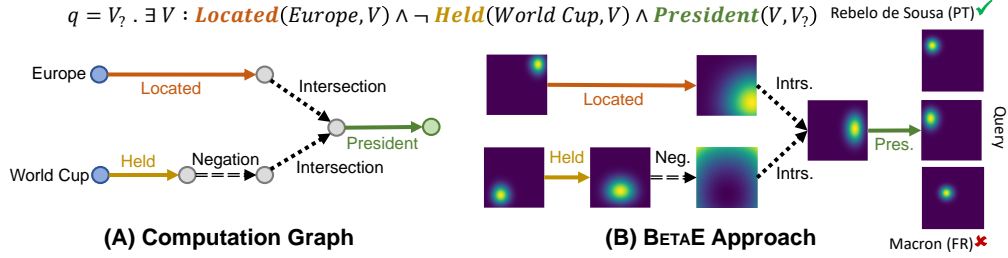 q = V? . ∃ V : Located(Europe, V) ∧ ¬ Held(World Cup, V) ∧ President(V, V?)
Rebelo de Sousa (PT) ✓
Europe
Located
Intersection
President
World Cup
Held
Negation
Intersection
(A) Computation Graph
Located
Intrs.
Held
Neg.
Intrs.
Pres.
Query
Macron (FR) ✘
(B) BETAE Approach